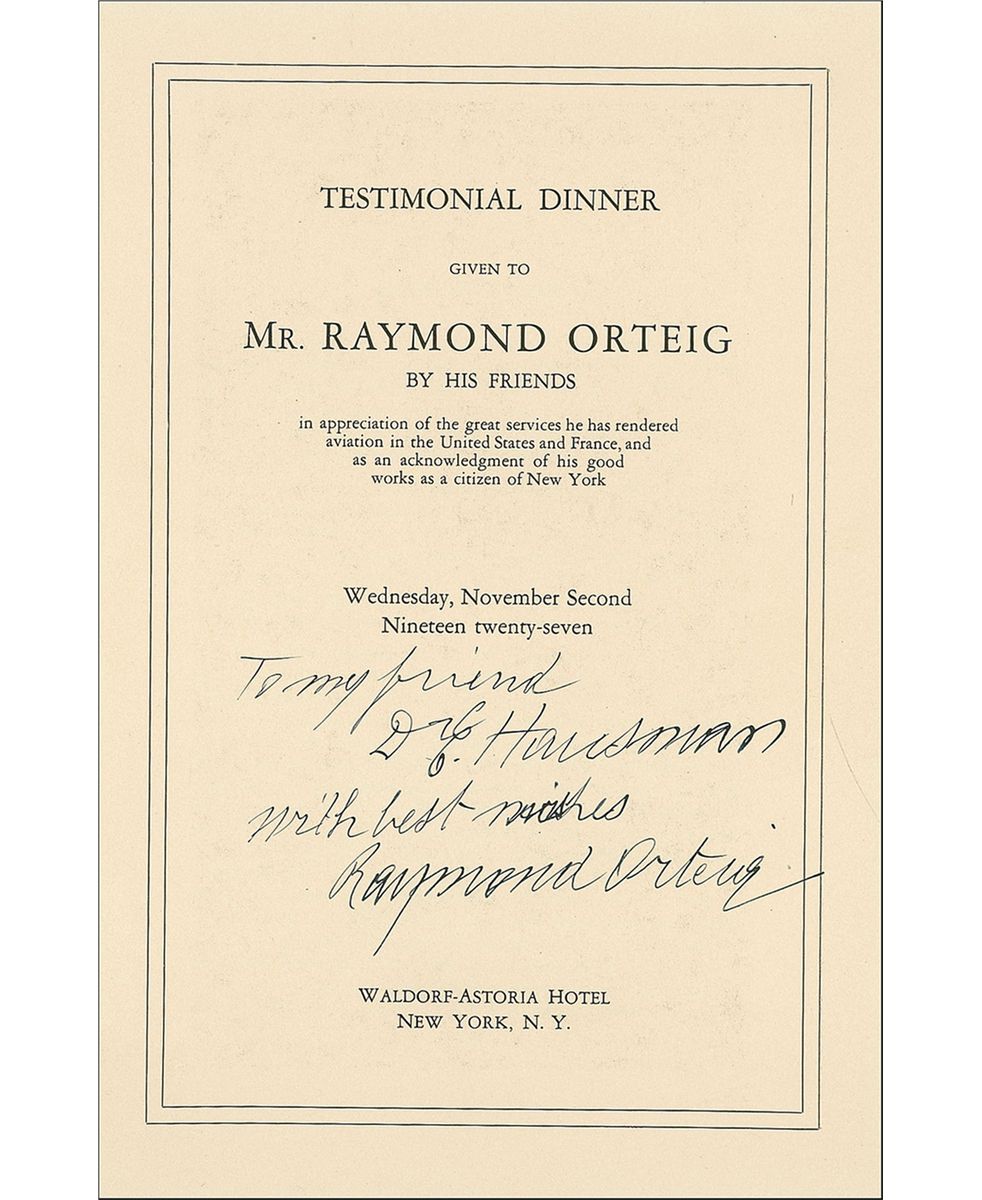 TESTIMONIAL DINNER
GIVEN TO
MR. RAYMOND ORTEIG
BY HIS FRIENDS
in appreciation of the great services he has rendered
aviation in the United States and France, and
as an acknowledgment of his good
works as a citizen of New York
Wednesday, November Second
Nineteen twenty-seven
To my friend
D E. Hausman
with best wishes
Raymond Orteig
WALDORF-ASTORIA HOTEL
NEW YORK, N. Y.